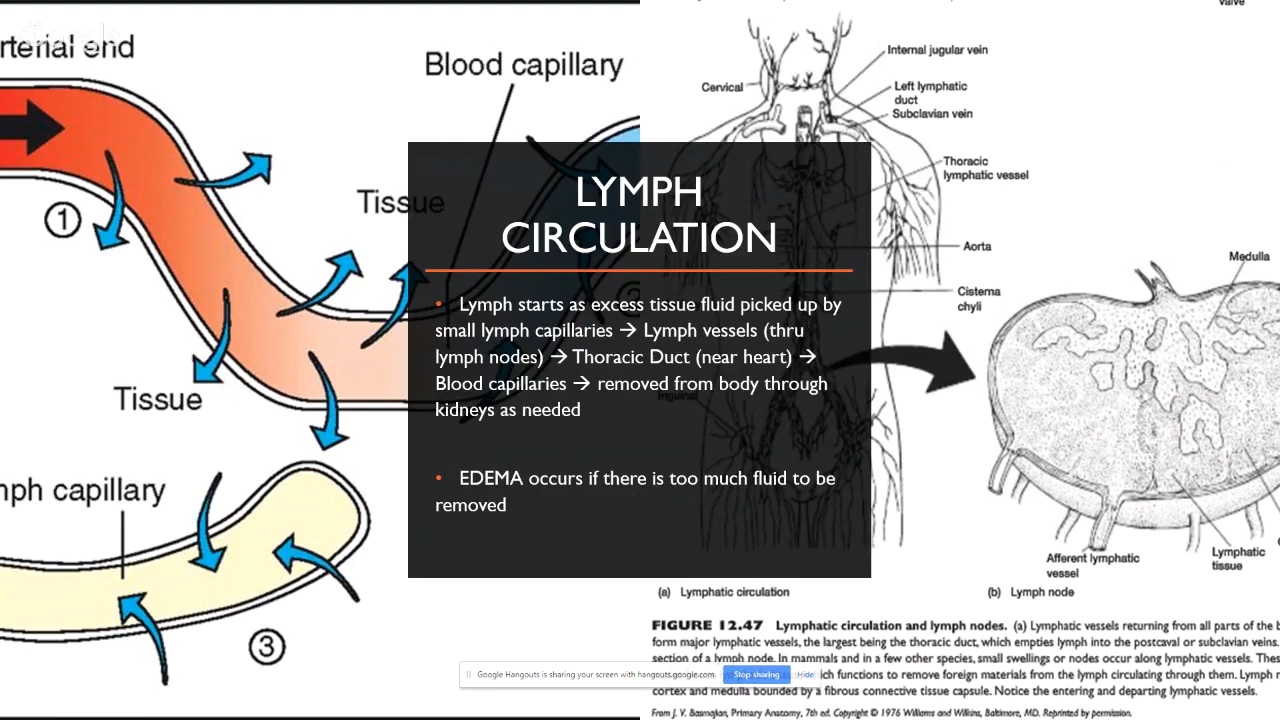 rterial end
Blood capillary
Tissue
1
Tissue
mph capillary
3
LYMPH
CIRCULATION
• Lymph starts as excess tissue fluid picked up by
small lymph capillaries → Lymph vessels (thru
lymph nodes) → Thoracic Duct (near heart) →
Blood capillaries → removed from body through
kidneys as needed
• EDEMA occurs if there is too much fluid to be
removed
valve
Internal jugular vein
Cervical
Left lymphatic
duct
Subclavian vein
Thoracic
lymphatic vessel
Aorta
Cisterna
chyli
Inguinal
Medulla
Afferent lymphatic
vessel
Lymphatic
tissue
(a) Lymphatic circulation
(b) Lymph node
FIGURE 12.47 Lymphatic circulation and lymph nodes. (a) Lymphatic vessels returning from all parts of the b
form major lymphatic vessels, the largest being the thoracic duct, which empties lymph into the postcaval or subclavian veins.
section of a lymph node. In mammals and in a few other species, small swellings or nodes occur along lymphatic vessels. These
ich functions to remove foreign materials from the lymph circulating through them. Lymph n
cortex and medulla bounded by a fibrous connective tissue capsule. Notice the entering and departing lymphatic vessels.
From J. V. Basmajian, Primary Anatomy, 7th ed. Copyright © 1976 Williams and Wilkins, Baltimore, MD. Reprinted by permission.
Google Hangouts is sharing your screen with hangouts.google.com.
Stop sharing
Hide